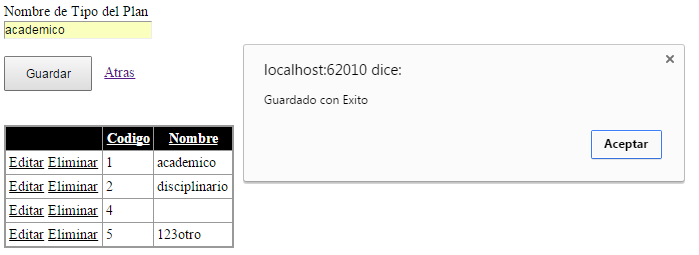 Nombre de Tipo del Plan
academico
Guardar Atras
localhost:62010 dice:
Guardado con Exito
Aceptar
Codigo Nombre
Editar Eliminar 1 academico
Editar Eliminar 2 disciplinario
Editar Eliminar 4
Editar Eliminar 5 123otro